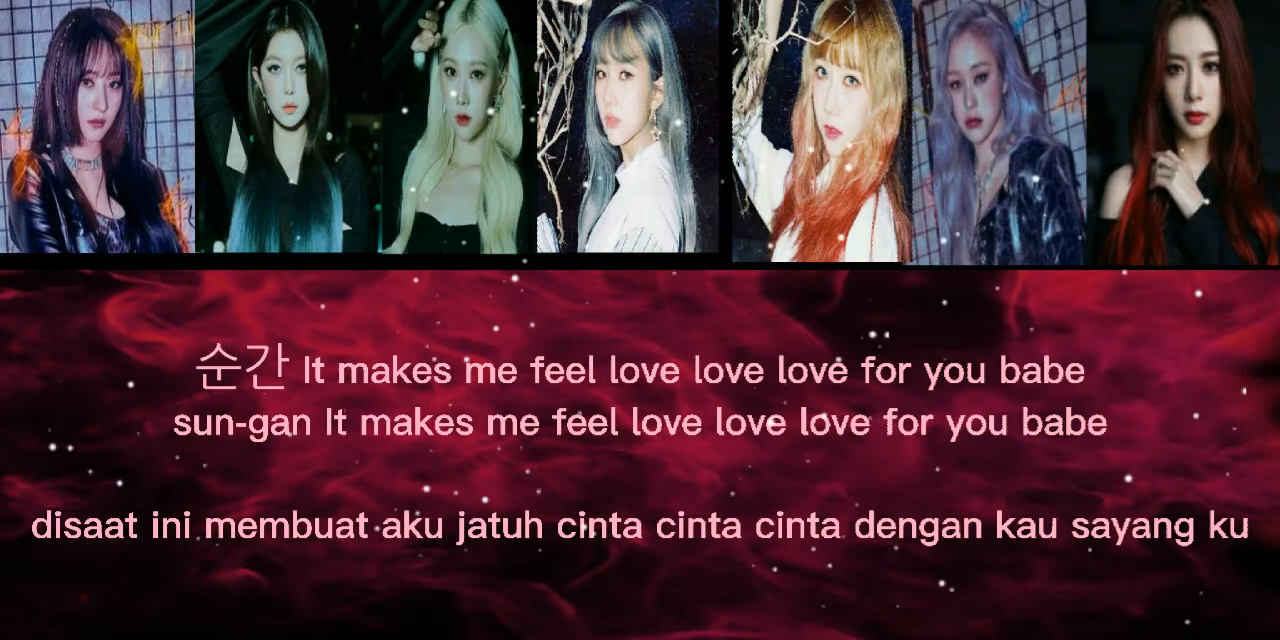 순간 It makes me feel love love love for you babe
sun-gan It makes me feel love love love for you babe
disaat ini membuat aku jatuh cinta cinta cinta dengan kau sayang ku